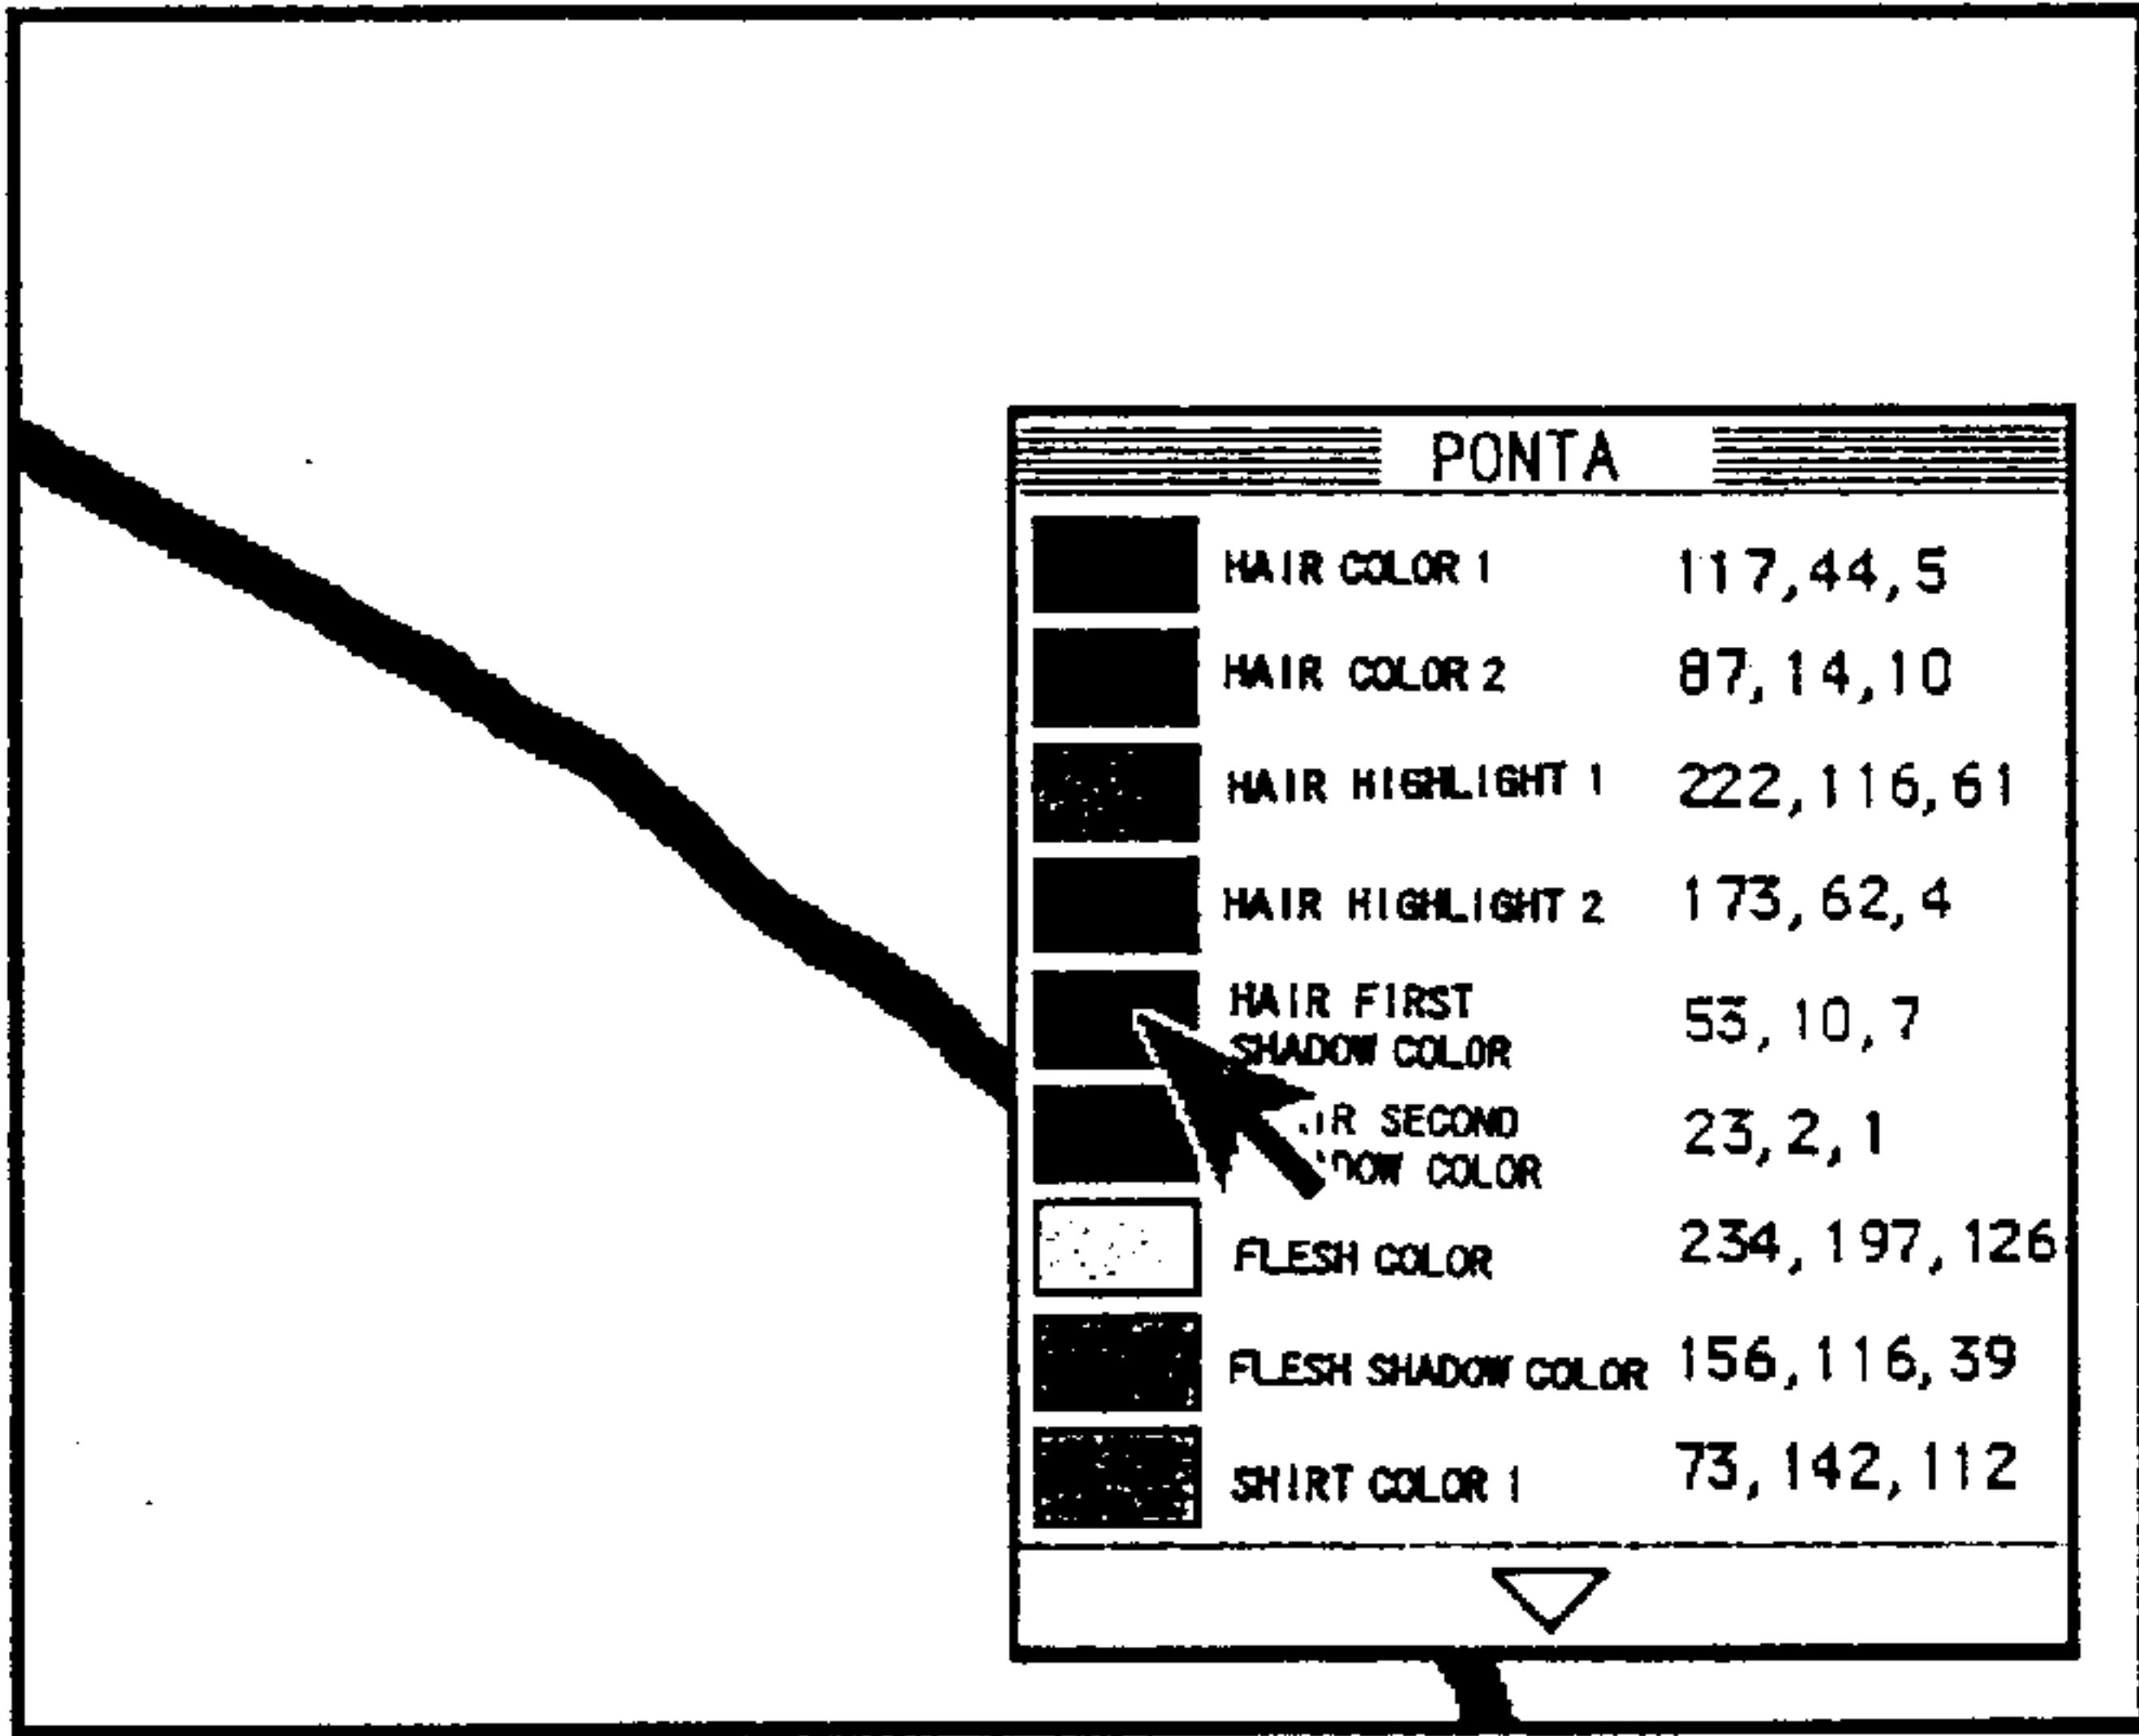 PONTA
HAIR COLOR 1 117,44,5
HAIR COLOR 2 87,14,10
HAIR HIGHLIGHT 1 222,116,61
HAIR HIGHLIGHT 2 173,62,4
HAIR FIRST
SHADOW COLOR 53,10,7
SECOND
COLOR 23,2,1
FLESH COLOR 234,197,126
FLESH SHADOW COLOR 156,116,39
SHIRT COLOR 1 73,142,112